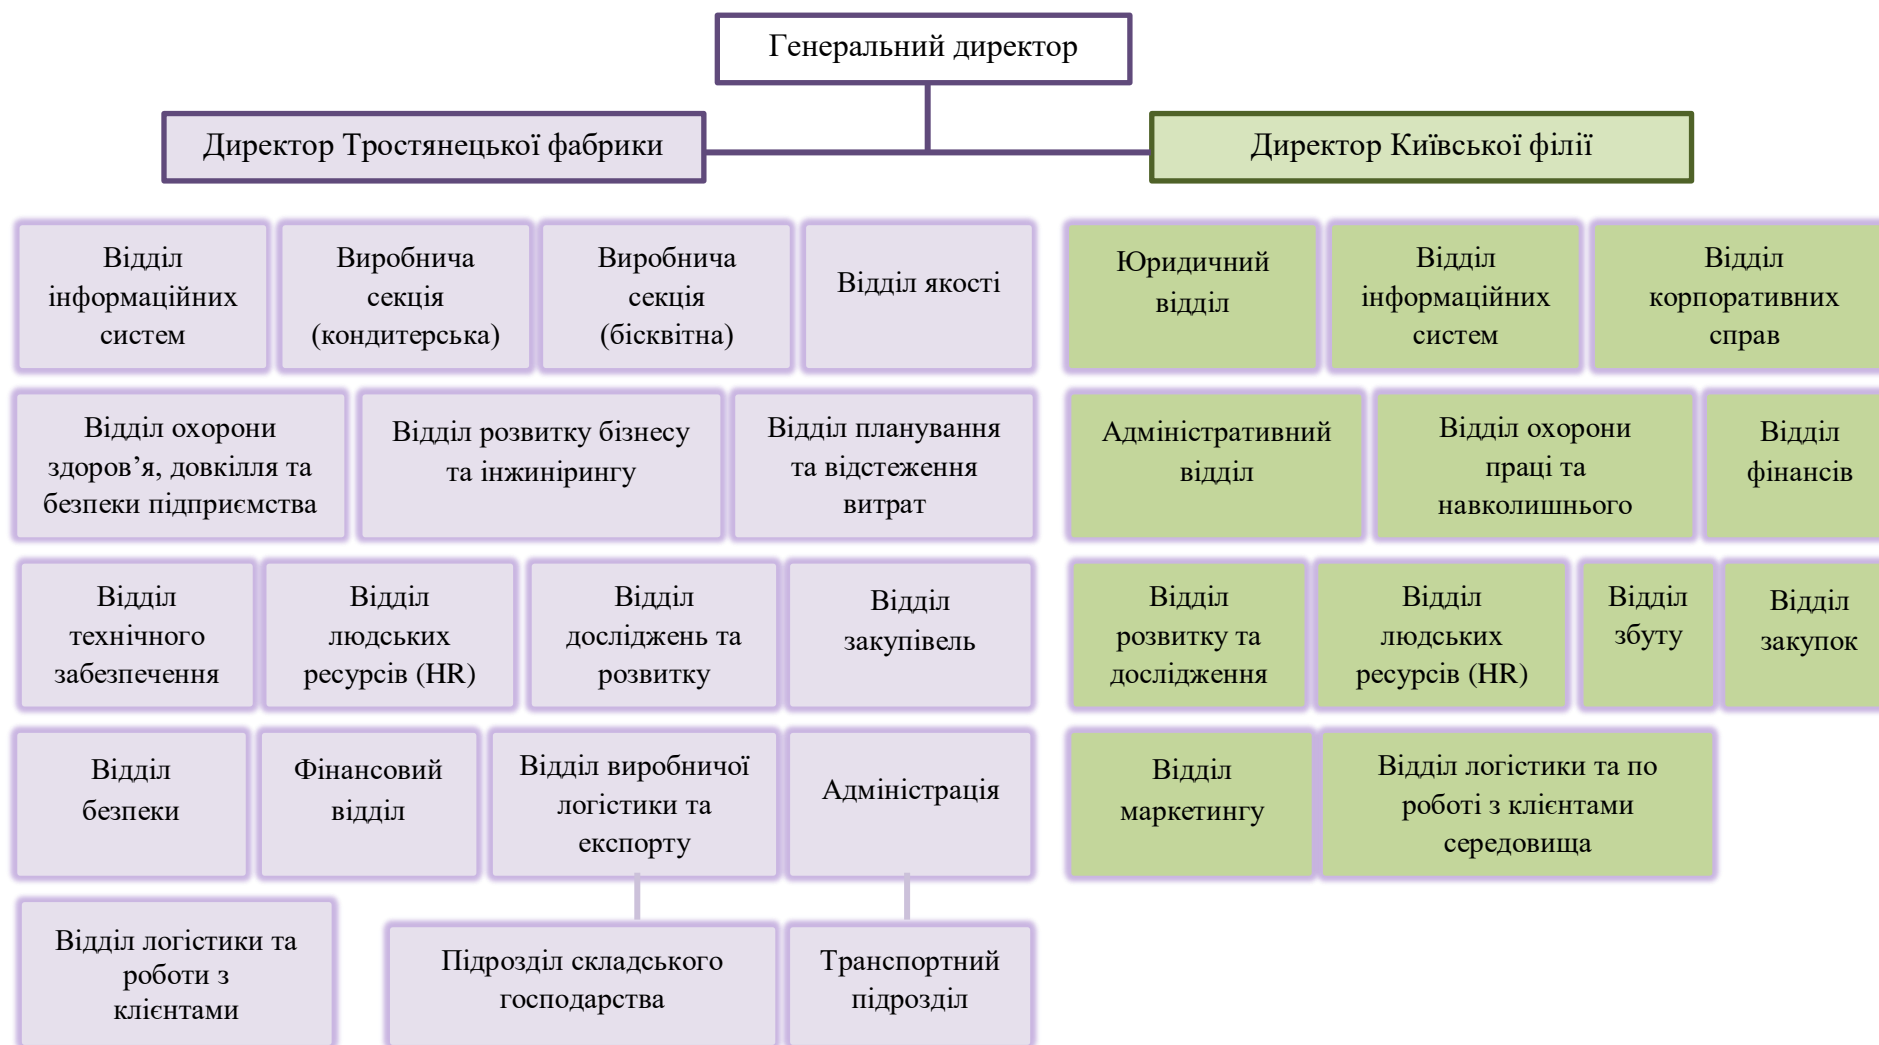 Генеральний директор
Директор Тростянецької фабрики
Директор Київської філії
Відділ
інформаційних
систем
Виробнича
секція
(кондитерська)
Виробнича
секція
(бісквітна)
Відділ якості
Юридичний
відділ
Відділ
інформаційних
систем
Відділ
корпоративних
справ
Відділ охорони
здоров’я, довкілля та
безпеки підприємства
Відділ розвитку бізнесу
та інжинірингу
Відділ планування
та відстеження
витрат
Адміністративний
відділ
Відділ охорони
праці та
навколишнього
Відділ
фінансів
Відділ
технічного
забезпечення
Відділ
людських
ресурсів (HR)
Відділ
досліджень та
розвитку
Відділ
закупівель
Відділ
розвитку та
дослідження
Відділ
людських
ресурсів (HR)
Відділ
збуту
Відділ
закупок
Відділ
безпеки
Фінансовий
відділ
Відділ виробничої
логістики та
експорту
Адміністрація
Відділ
маркетингу
Відділ логістики та по
роботі з клієнтами
середовища
Відділ логістики та
роботи з
клієнтами
Підрозділ складського
господарства
Транспортний
підрозділ